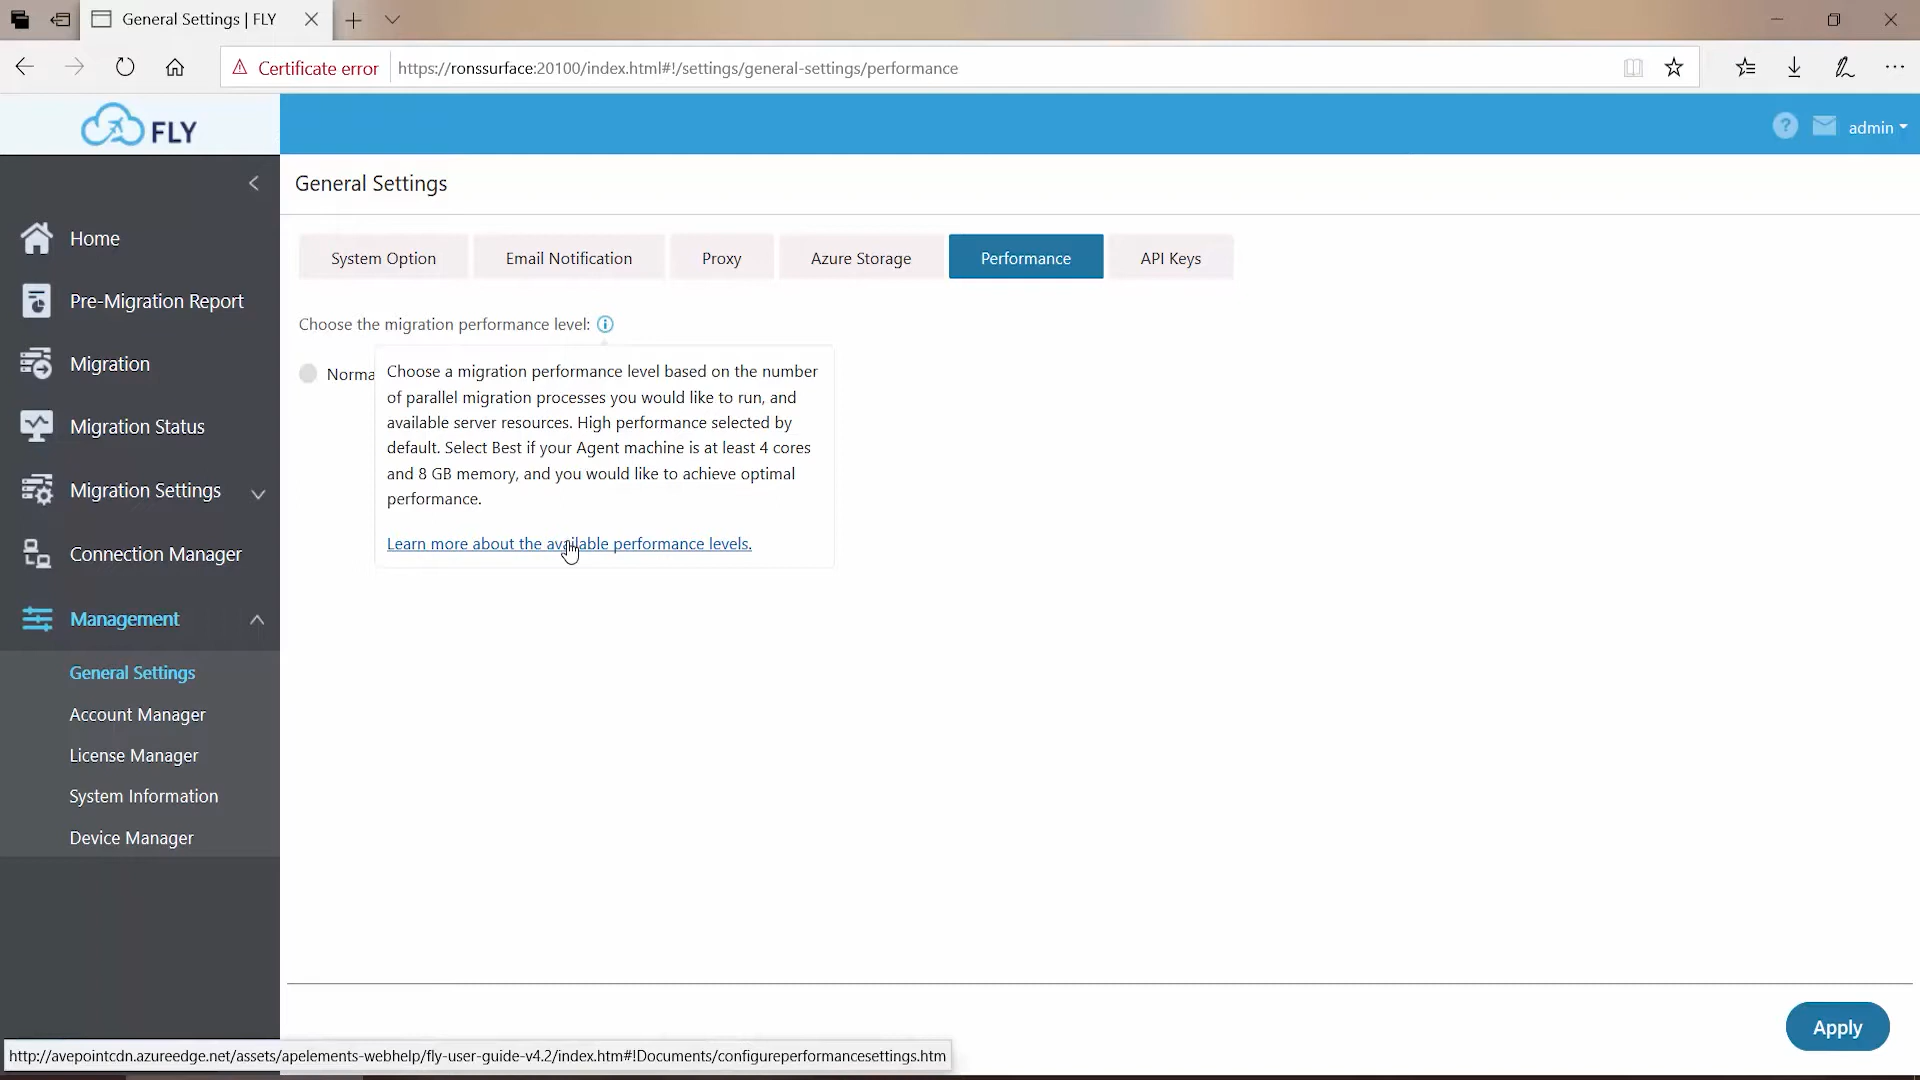 General Settings | FLY
Certificate error
https://ronssurface:20100/index.html#!/settings/general-settings/performance
FLY
admin
General Settings
Home
Pre-Migration Report
Migration
Migration Status
Migration Settings
Connection Manager
Management
General Settings
Account Manager
License Manager
System Information
Device Manager
System Option
Email Notification
Proxy
Azure Storage
Performance
API Keys
Choose the migration performance level:
Norma
Choose a migration performance level based on the number
of parallel migration processes you would like to run, and
available server resources. High performance selected by
default. Select Best if your Agent machine is at least 4 cores
and 8 GB memory, and you would like to achieve optimal
performance.
Learn more about the available performance levels.
Apply
http://avepointcdn.azureedge.net/assets/apelements-webhelp/fly-user-guide-v4.2/index.htm#!Documents/configureperformancesettings.htm